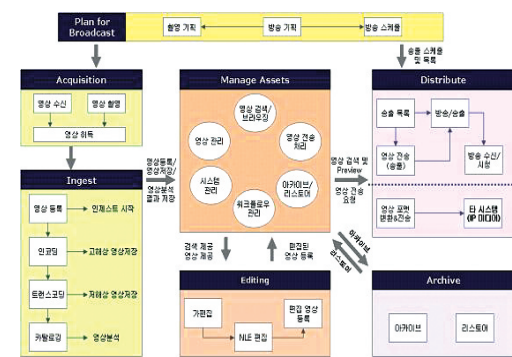 Plan for
Broadcast
촬영 기획
방송 기획
방송 스케쥴
송출 스케쥴
및 목록
Acquisition
영상 수신
영상 촬영
영상 취득
Manage Assets
영상 검색/
브라우징
영상 관리
영상 전송
처리
시스템
관리
아카이브/
리스토어
워크플로우
관리
Distribute
송출 목록
방송/송출
영상 전송
(송출)
방송 수신/
시청
영상 포맷
변환&전송
타 시스템
(IP 미디어)
영상등록/
영상저장/
영상분석
결과 저장
영상 검색 및
Preview
영상 전송
요청
Ingest
영상 등록
인제스트 시작
인코딩
고해상 영상저장
트랜스코딩
저해상 영상저장
카탈로깅
영상분석
검색 제공
영상 제공
편집된
영상 등록
아카이브
리스토어
Editing
가편집
NLE 편집
편집 영상
등록
Archive
아카이브
리스토어